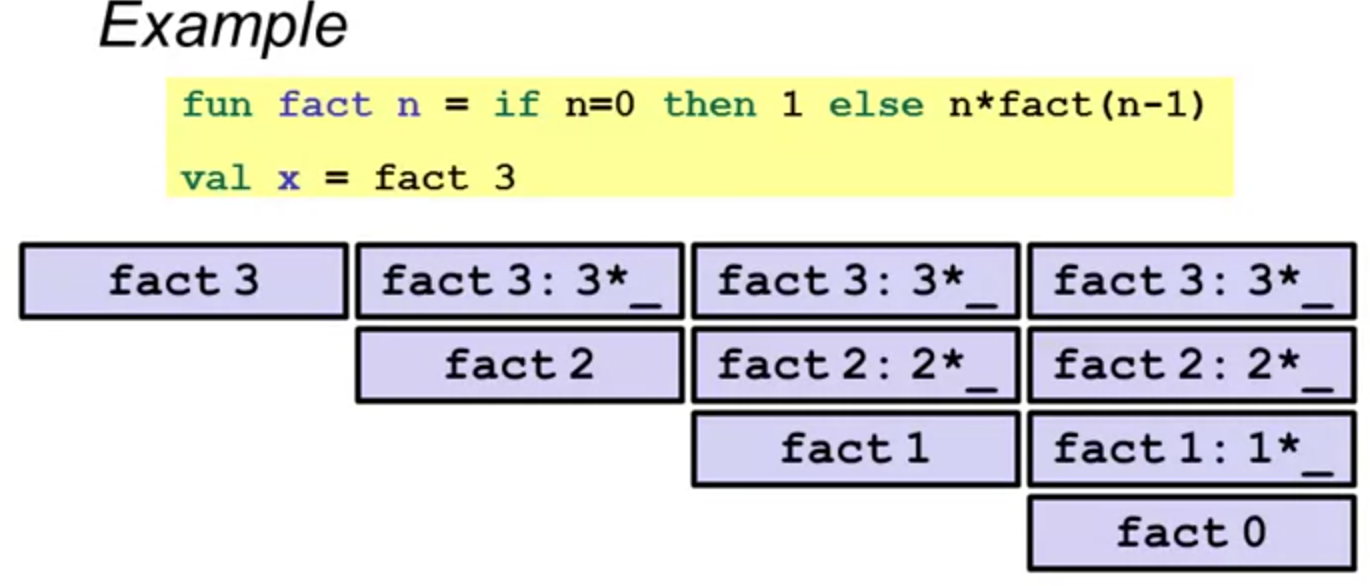 Example
fun fact n = if n=0 then 1 else n*fact(n-1)
val x = fact 3
fact 3 fact 3: 3*_ fact 3: 3*_ fact 3: 3*_
fact 2 fact 2: 2*_ fact 2: 2*_
fact 1 fact 1: 1*_
fact 0